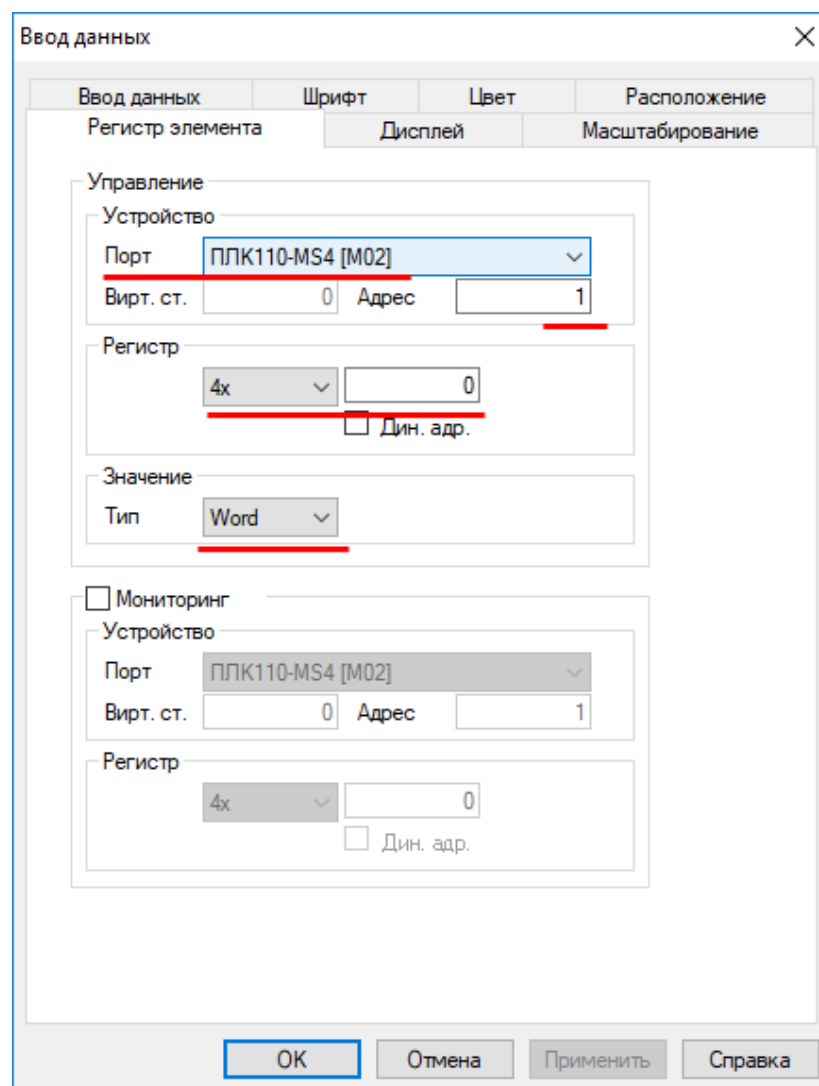 Ввод данных
Ввод данных Шрифт Цвет Расположение
Регистр элемента Дисплей Масштабирование
Управление
Устройство
Порт ПЛК110-MS4 [M02]
Вирт. ст. 0 Адрес 1
Регистр
4x 0
Дин. адр.
Значение
Тип Word
Мониторинг
Устройство
Порт ПЛК110-MS4 [M02]
Вирт. ст. 0 Адрес 1
Регистр
4x 0
Дин. адр.
OK Отмена Применить Справка